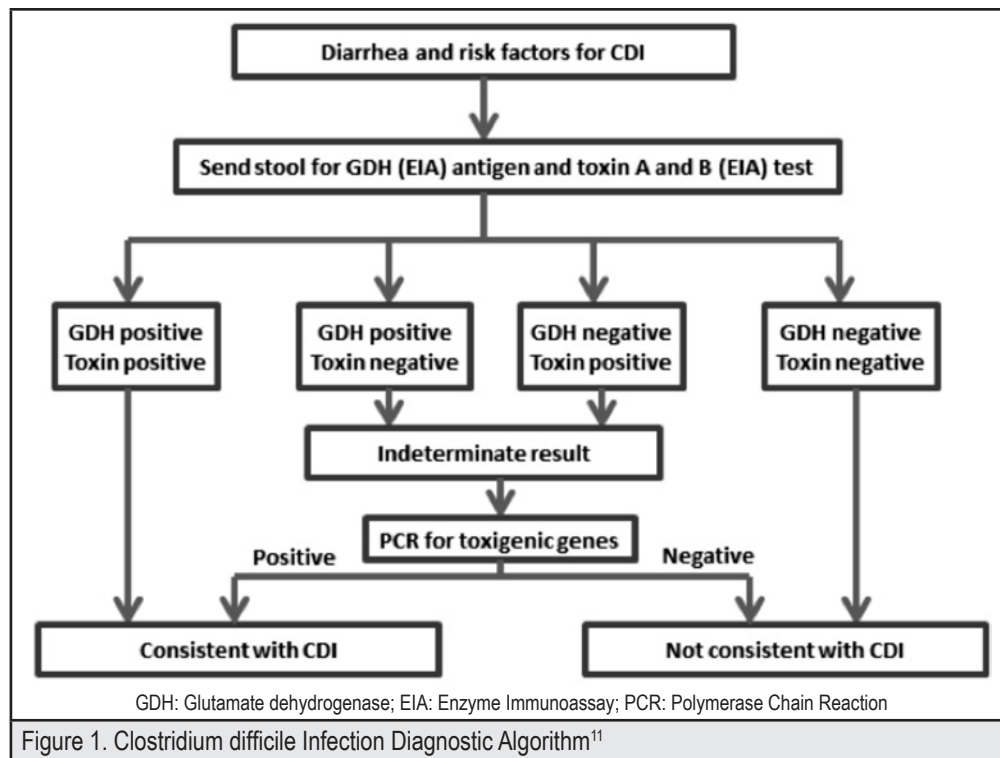 Diarrhea and risk factors for CDI
Send stool for GDH (EIA) antigen and toxin A and B (EIA) test
GDH positive
Toxin positive
GDH positive
Toxin negative
GDH negative
Toxin positive
GDH negative
Toxin negative
Indeterminate result
PCR for toxigenic genes
Positive
Negative
Consistent with CDI
Not consistent with CDI
GDH: Glutamate dehydrogenase; EIA: Enzyme Immunoassay; PCR: Polymerase Chain Reaction
Figure 1. Clostridium difficile Infection Diagnostic Algorithm¹¹